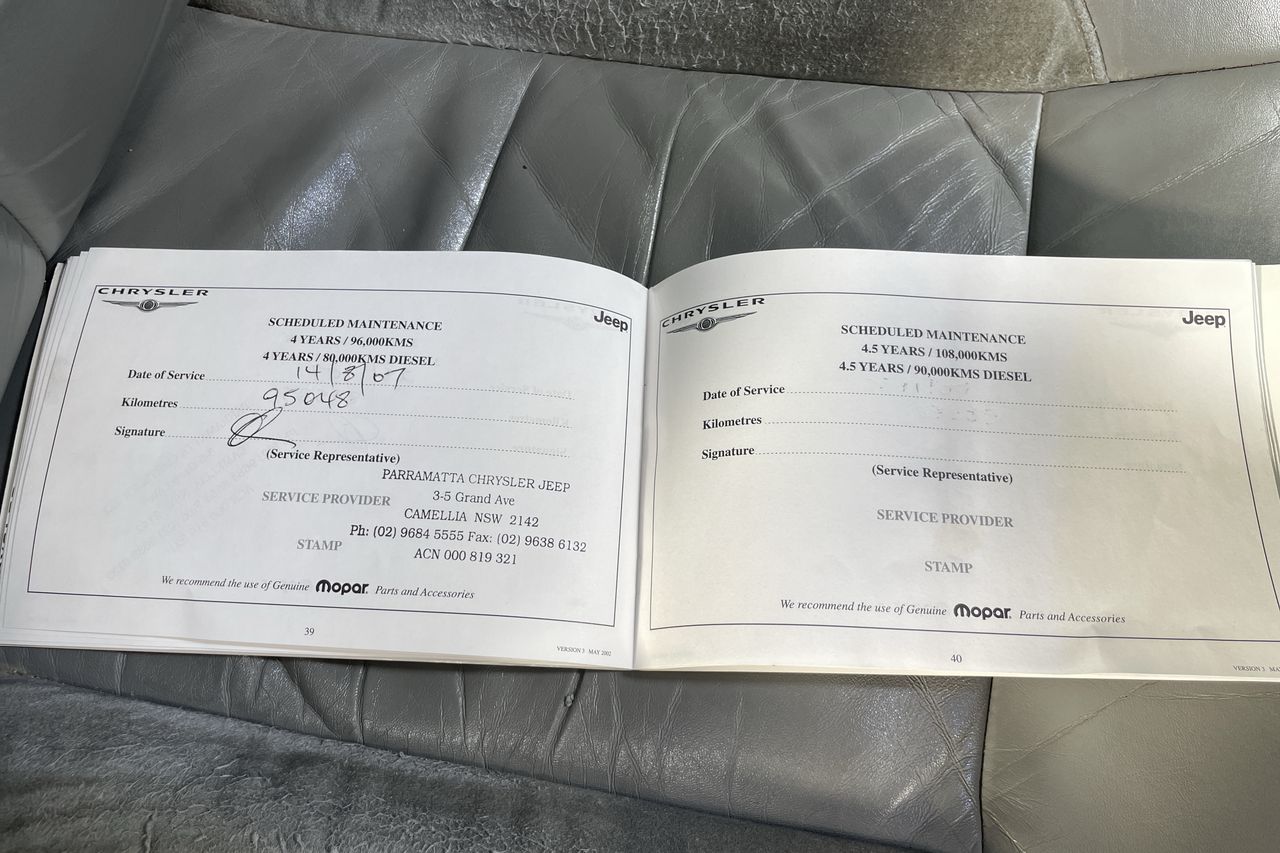 CHRYSLER
Jeep
SCHEDULED MAINTENANCE
4 YEARS / 96,000KMS
4 YEARS / 80,000KMS DIESEL
Date of Service 14/8/07
Kilometres 95048
Signature
(Service Representative)
PARRAMATTA CHRYSLER JEEP
3-5 Grand Ave
SERVICE PROVIDER
CAMELLIA NSW 2142
Ph: (02) 9684 5555 Fax: (02) 9638 6132
STAMP
ACN 000 819 321
We recommend the use of Genuine Mopar Parts and Accessories
39
VERSION 3 MAY 2002
CHRYSLER
Jeep
SCHEDULED MAINTENANCE
4.5 YEARS / 108,000KMS
4.5 YEARS / 90,000KMS DIESEL
Date of Service
Kilometres
Signature
(Service Representative)
SERVICE PROVIDER
STAMP
We recommend the use of Genuine Mopar Parts and Accessories
40
VERSION 3